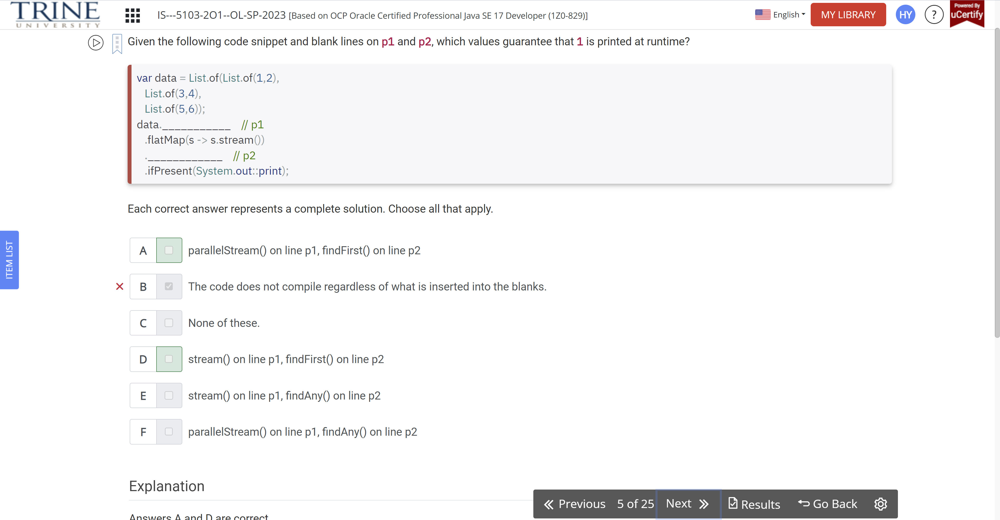 TRINE
UNIVERSITY
IS---5103-2O1--OL-SP-2023 [Based on OCP Oracle Certified Professional Java SE 17 Developer (1Z0-829)]
English
MY LIBRARY
HY
?
Powered By
uCertify
Given the following code snippet and blank lines on p1 and p2, which values guarantee that 1 is printed at runtime?
var data = List.of(List.of(1,2),
List.of(3,4),
List.of(5,6));
data.___________ // p1
.flatMap(s -> s.stream())
.____________ // p2
.ifPresent(System.out::print);
Each correct answer represents a complete solution. Choose all that apply.
ITEM LIST
A parallelStream() on line p1, findFirst() on line p2
B The code does not compile regardless of what is inserted into the blanks.
C None of these.
D stream() on line p1, findFirst() on line p2
E stream() on line p1, findAny() on line p2
F parallelStream() on line p1, findAny() on line p2
Explanation
Previous 5 of 25 Next Results Go Back
Answers A and D are correct